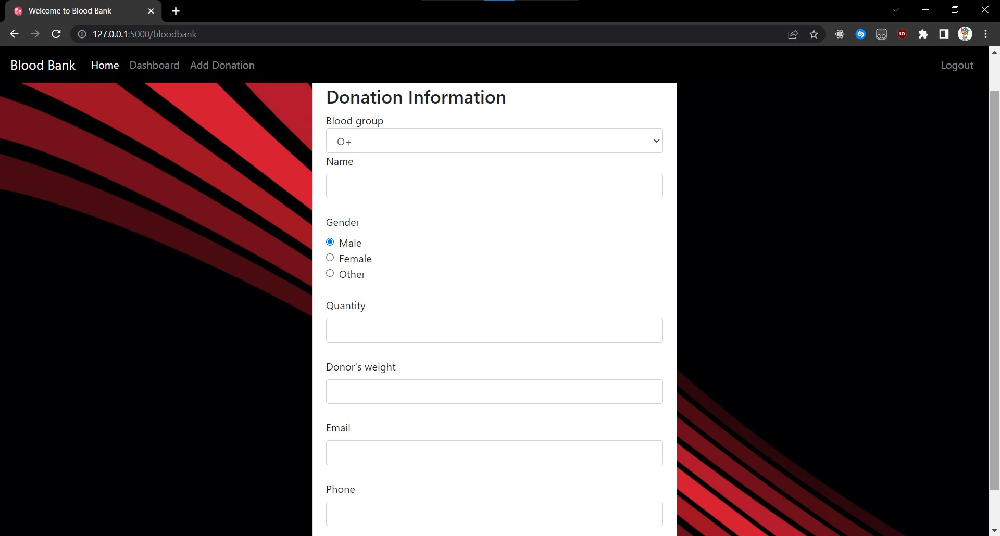 Welcome to Blood Bank
127.0.0.1:5000/bloodbank
Blood Bank Home Dashboard Add Donation Logout
Donation Information
Blood group
O+
Name
Gender
Male
Female
Other
Quantity
Donor's weight
Email
Phone